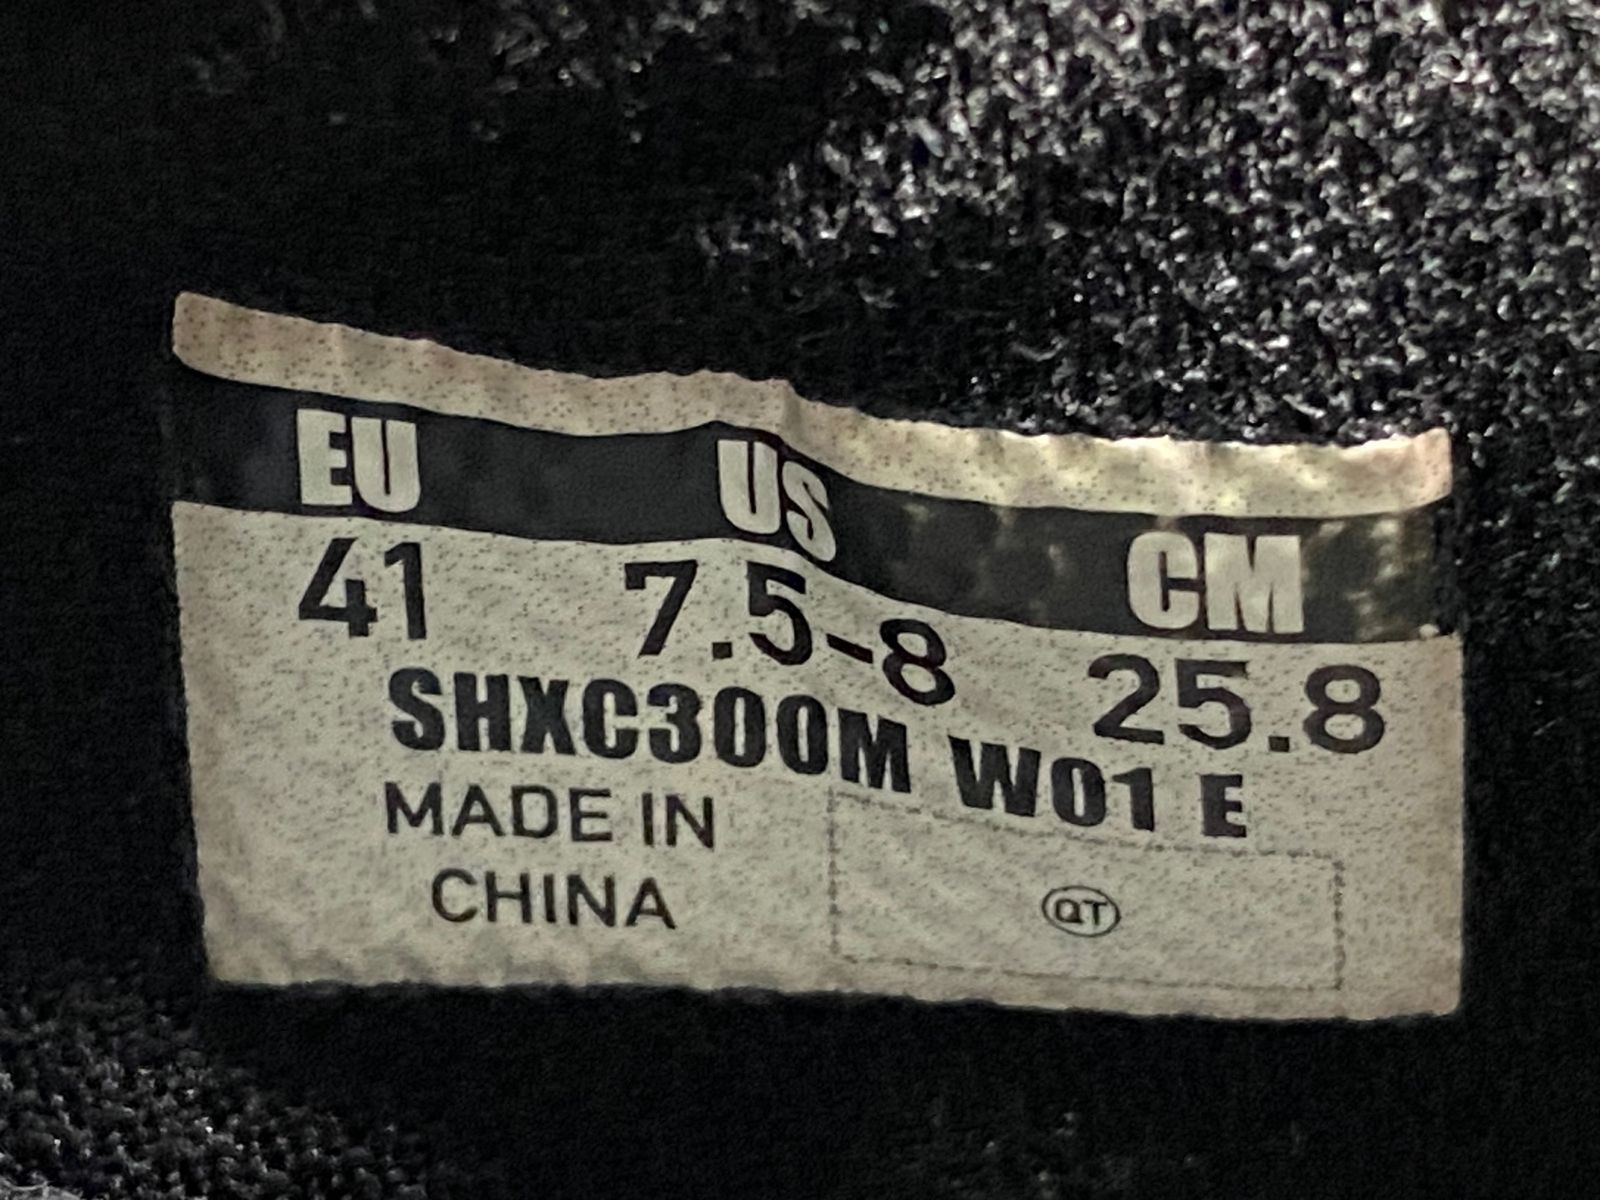 EU US CM
41 7.5-8 25.8
SHXC300M W01 E
MADE IN
CHINA
QT